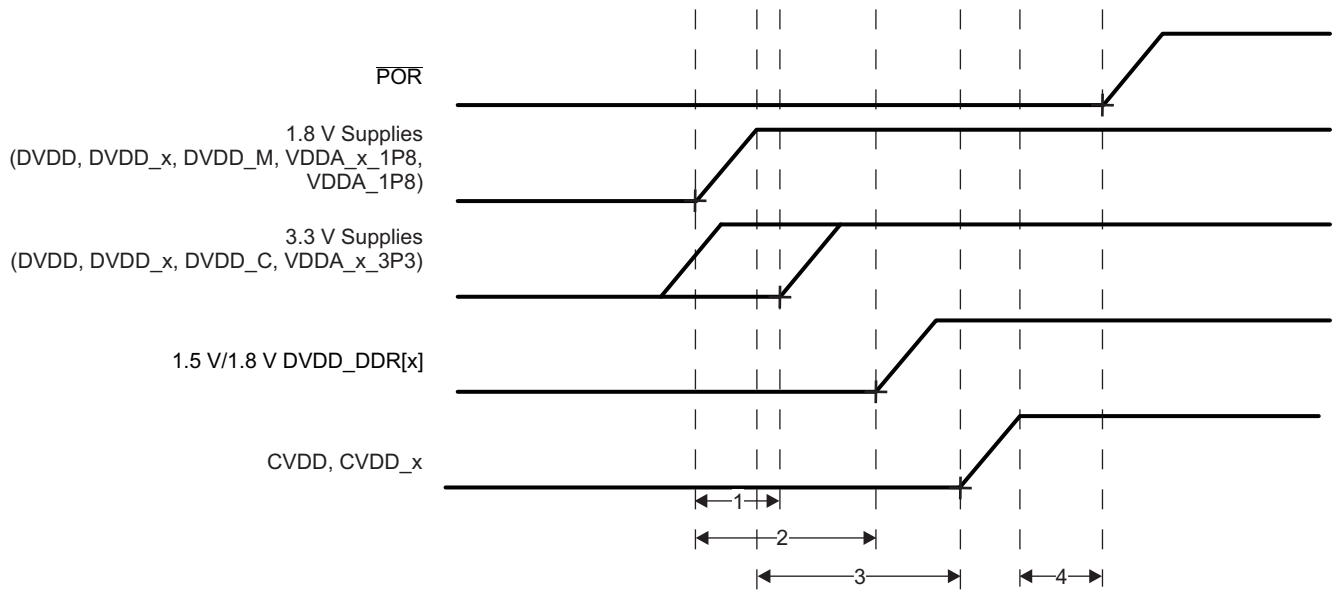 POR
1.8 V Supplies
(DVDD, DVDD_x, DVDD_M, VDDA_x_1P8,
VDDA_1P8)
3.3 V Supplies
(DVDD, DVDD_x, DVDD_C, VDDA_x_3P3)
1.5 V/1.8 V DVDD_DDR[x]
CVDD, CVDD_x
1
2
3
4